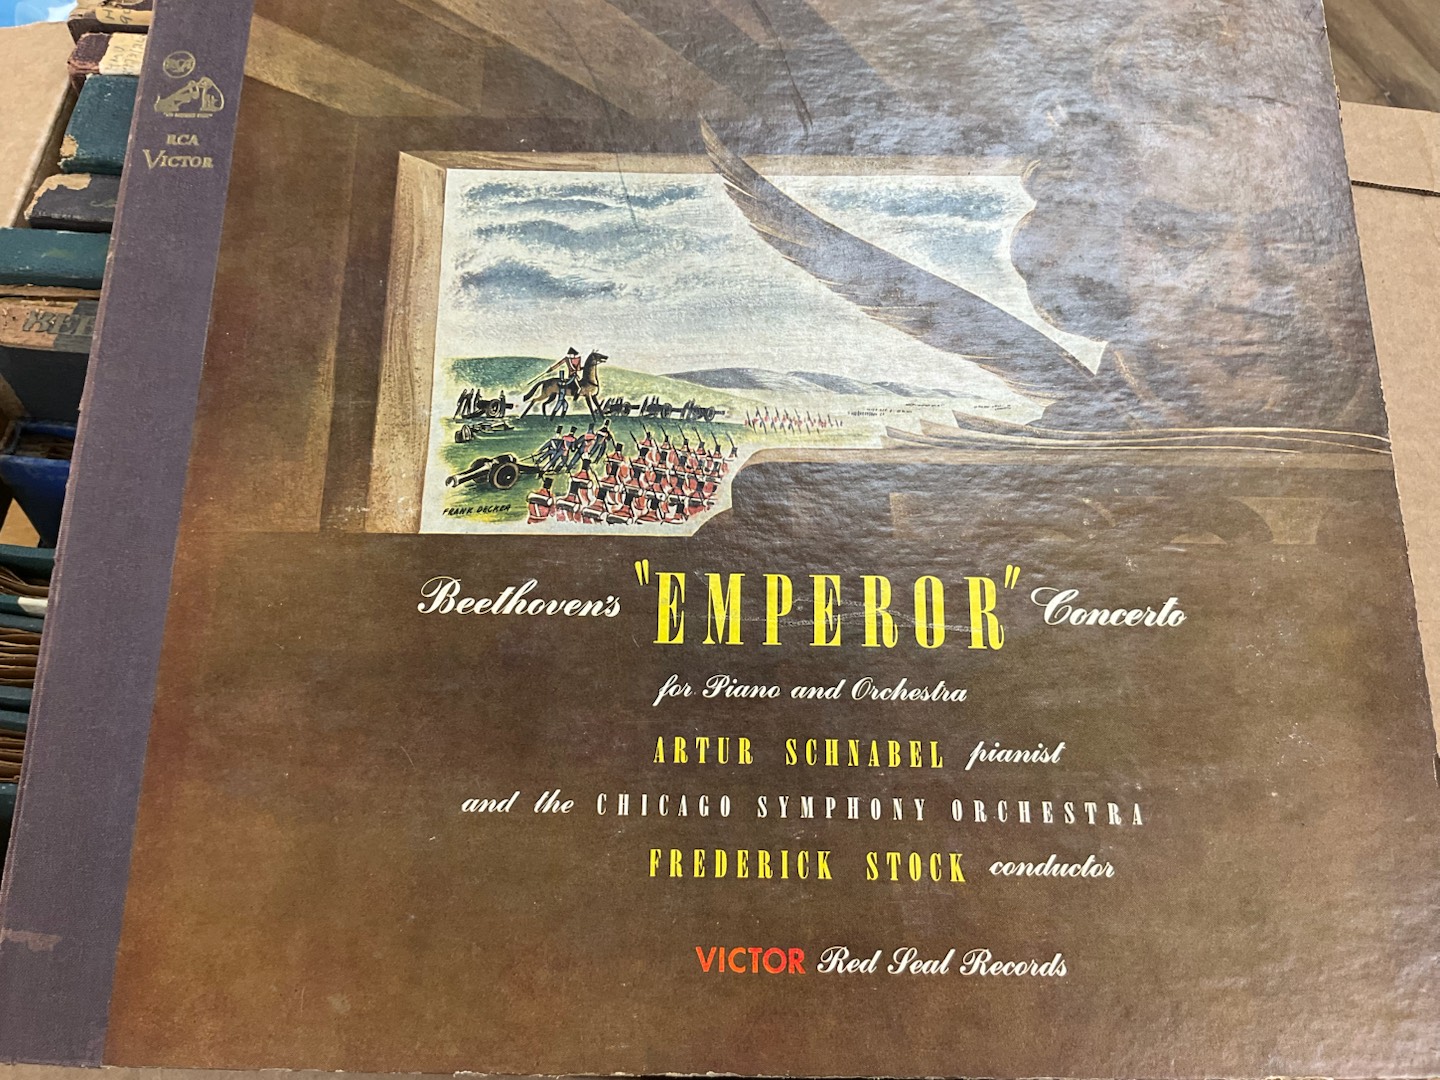 RCA
RCA
VICTOR
FRANK DECKER
Beethoven's "EMPEROR" Concerto
for Piano and Orchestra
ARTUR SCHNABEL pianist
and the CHICAGO SYMPHONY ORCHESTRA
FREDERICK STOCK conductor
VICTOR Red Seal Records